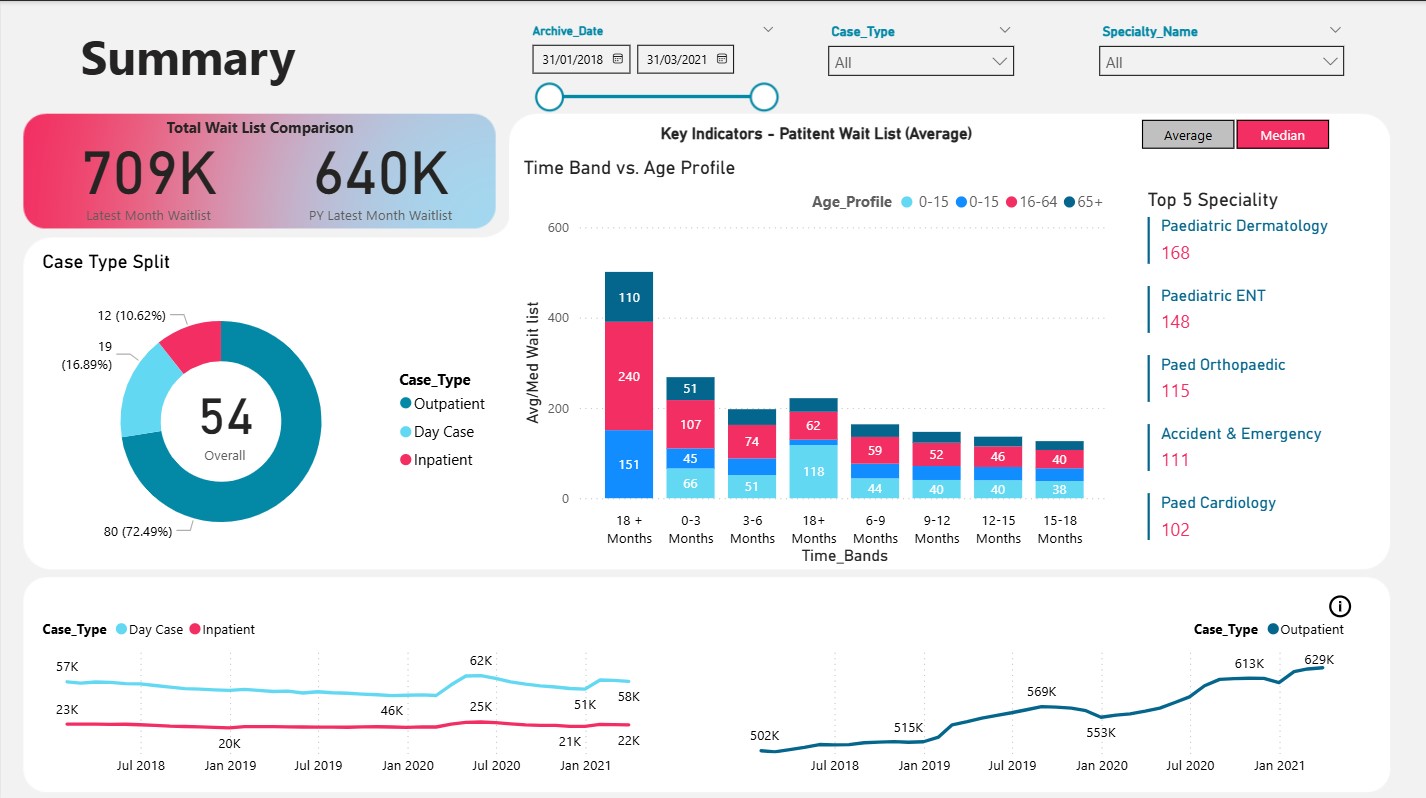 Summary
Archive_Date
31/01/2018
31/03/2021
Case_Type
All
Specialty_Name
All
Total Wait List Comparison
709K
640K
Latest Month Waitlist
PY Latest Month Waitlist
Key Indicators - Patitent Wait List (Average)
Average
Median
Case Type Split
12 (10.62%)
19
(16.89%)
54
Overall
80 (72.49%)
Case_Type
Outpatient
Day Case
Inpatient
Time Band vs. Age Profile
Age_Profile 0-15 0-15 16-64 65+
Avg/Med Wait list
600
400
200
0
110
240
151
51
107
45
66
74
51
62
118
59
44
52
40
46
40
40
38
18 +
Months
0-3
Months
3-6
Months
18+
Months
6-9
Months
9-12
Months
12-15
Months
15-18
Months
Time_Bands
Top 5 Speciality
Paediatric Dermatology
168
Paediatric ENT
148
Paed Orthopaedic
115
Accident & Emergency
111
Paed Cardiology
102
Case_Type Day Case Inpatient
57K
46K
62K
51K
58K
23K
20K
25K
21K
22K
Jul 2018 Jan 2019 Jul 2019 Jan 2020 Jul 2020 Jan 2021
Case_Type Outpatient
502K
515K
569K
553K
613K
629K
Jul 2018 Jan 2019 Jul 2019 Jan 2020 Jul 2020 Jan 2021